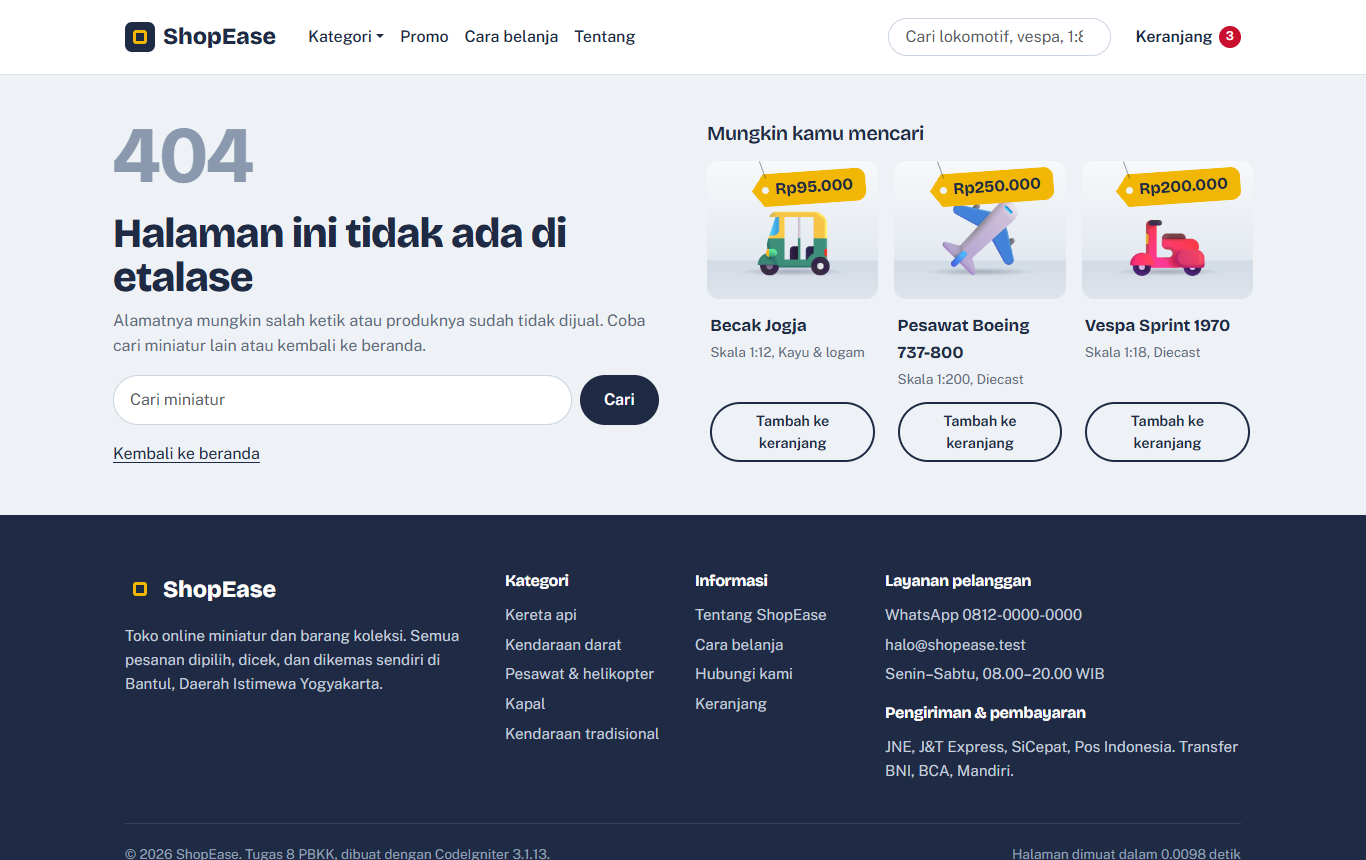 ShopEase
Kategori
Promo
Cara belanja
Tentang
Cari lokomotif, vespa, 1:8
Keranjang 3
404
Halaman ini tidak ada di
etalase
Alamatnya mungkin salah ketik atau produknya sudah tidak dijual. Coba
cari miniatur lain atau kembali ke beranda.
Cari miniatur
Cari
Kembali ke beranda
Mungkin kamu mencari
Rp95.000
Becak Jogja
Skala 1:12, Kayu & logam
Tambah ke
keranjang
Rp250.000
Pesawat Boeing
737-800
Skala 1:200, Diecast
Tambah ke
keranjang
Rp200.000
Vespa Sprint 1970
Skala 1:18, Diecast
Tambah ke
keranjang
ShopEase
Toko online miniatur dan barang koleksi. Semua
pesanan dipilih, dicek, dan dikemas sendiri di
Bantul, Daerah Istimewa Yogyakarta.
Kategori
Kereta api
Kendaraan darat
Pesawat & helikopter
Kapal
Kendaraan tradisional
Informasi
Tentang ShopEase
Cara belanja
Hubungi kami
Keranjang
Layanan pelanggan
WhatsApp 0812-0000-0000
halo@shopease.test
Senin–Sabtu, 08.00–20.00 WIB
Pengiriman & pembayaran
JNE, J&T Express, SiCepat, Pos Indonesia. Transfer
BNI, BCA, Mandiri.
© 2026 ShopEase. Tugas 8 PBKK, dibuat dengan CodeIgniter 3.1.13.
Halaman dimuat dalam 0.0098 detik